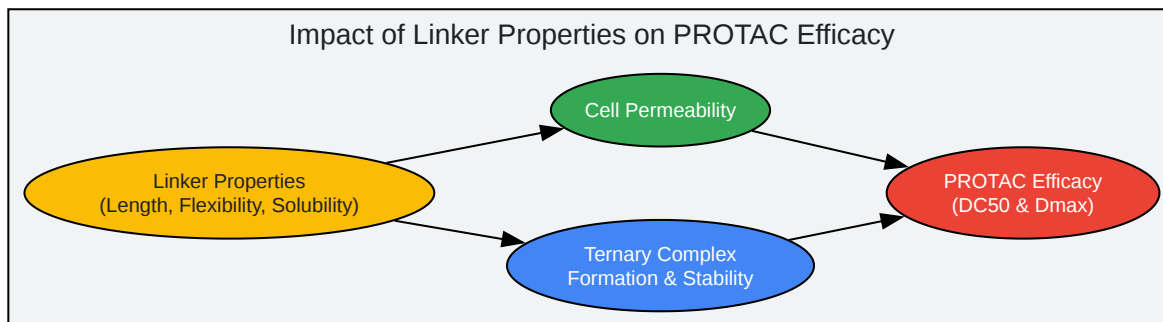 Impact of Linker Properties on PROTAC Efficacy
Cell Permeability
Linker Properties
(Length, Flexibility, Solubility)
PROTAC Efficacy
(DC50 & Dmax)
Ternary Complex
Formation & Stability